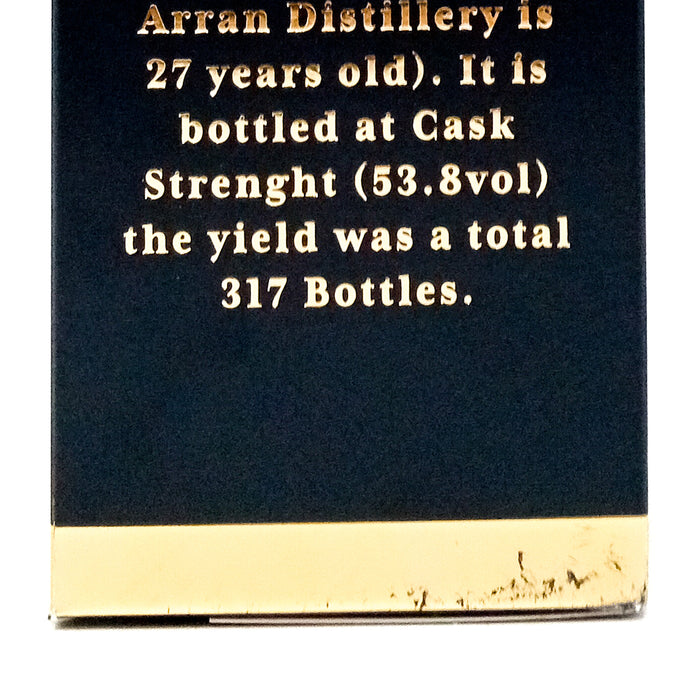 Arran Distillery is
27 years old). It is
bottled at Cask
Strenght (53.8vol)
the yield was a total
317 Bottles.